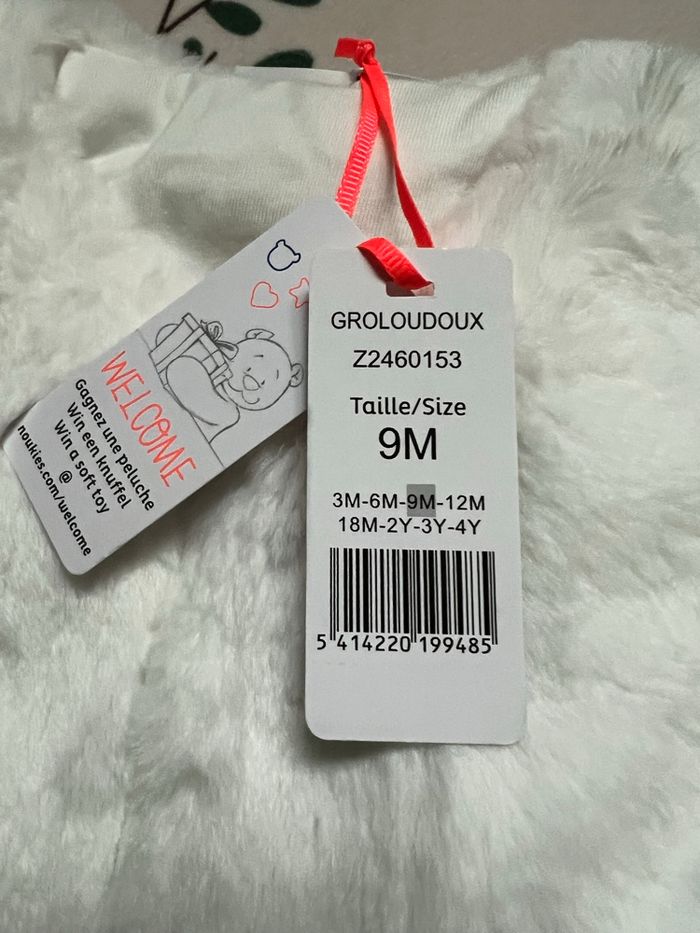 WELCOME
Gagnez une peluche
Win een knuffel
Win a soft toy
@
noukies.com/welcome
GROLOUDOUX
Z2460153
Taille/Size
9M
3M-6M-9M-12M
18M-2Y-3Y-4Y
5 414220 199485